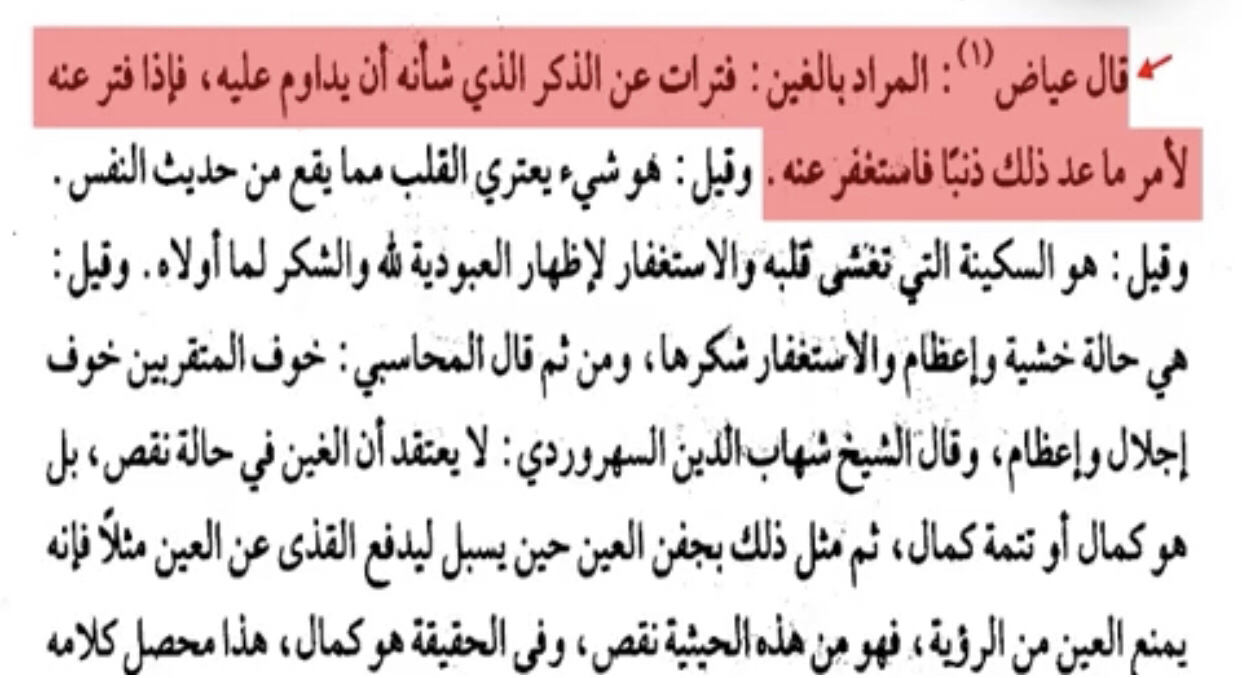 قال عياض(١): المراد بالغين: فترات عن الذكر الذي شأنه أن يداوم عليه، فإذا فتر عنه
لأمر ما عد ذلك ذنبًا فاستغفر عنه. وقيل: هو شيء يعتري القلب مما يقع من حديث النفس.
وقيل: هو السكينة التي تغشى قلبه والاستغفار لإظهار العبودية لله والشكر لما أولاه. وقيل:
هي حالة خشية وإعظام والاستغفار شكرها، ومن ثم قال المحاسبي: خوف المتقربين خوف
إجلال وإعظام، وقال الشيخ شهاب الدين السهروردي: لا يعتقد أن الغين في حالة نقص، بل
هو كمال أو تتمة كمال، ثم مثل ذلك بجفن العين حين يسبل ليدفع القذى عن العين مثلاً فإنه
يمنع العين من الرؤية، فهو من هذه الحيثية نقص، وفي الحقيقة هو كمال، هذا محصل كلامه